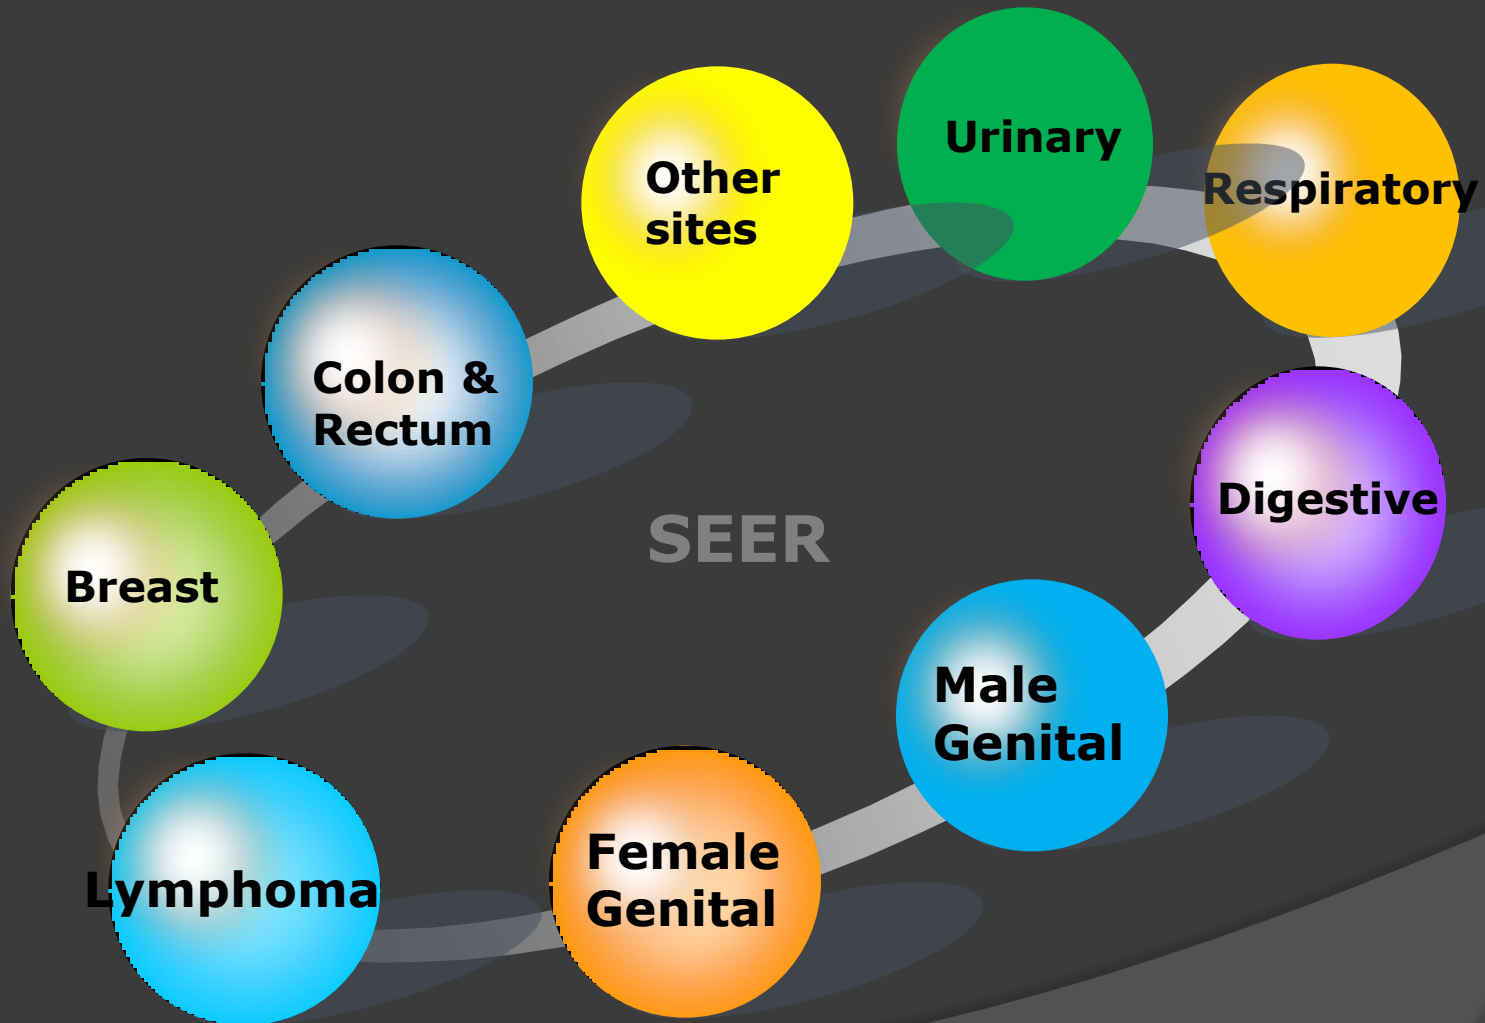 Urinary
Other
sites
Respiratory
Colon &
Rectum
Digestive
SEER
Breast
Male
Genital
Female
Genital
Lymphoma